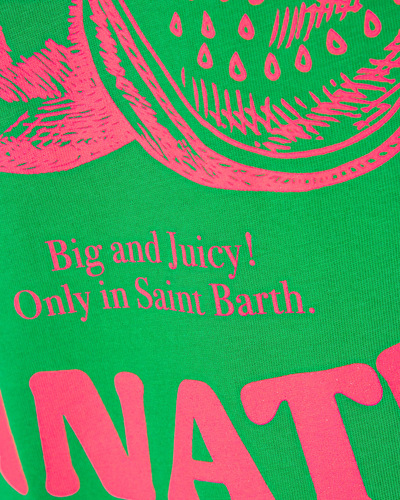 Big and Juicy!
Only in Saint Barth.